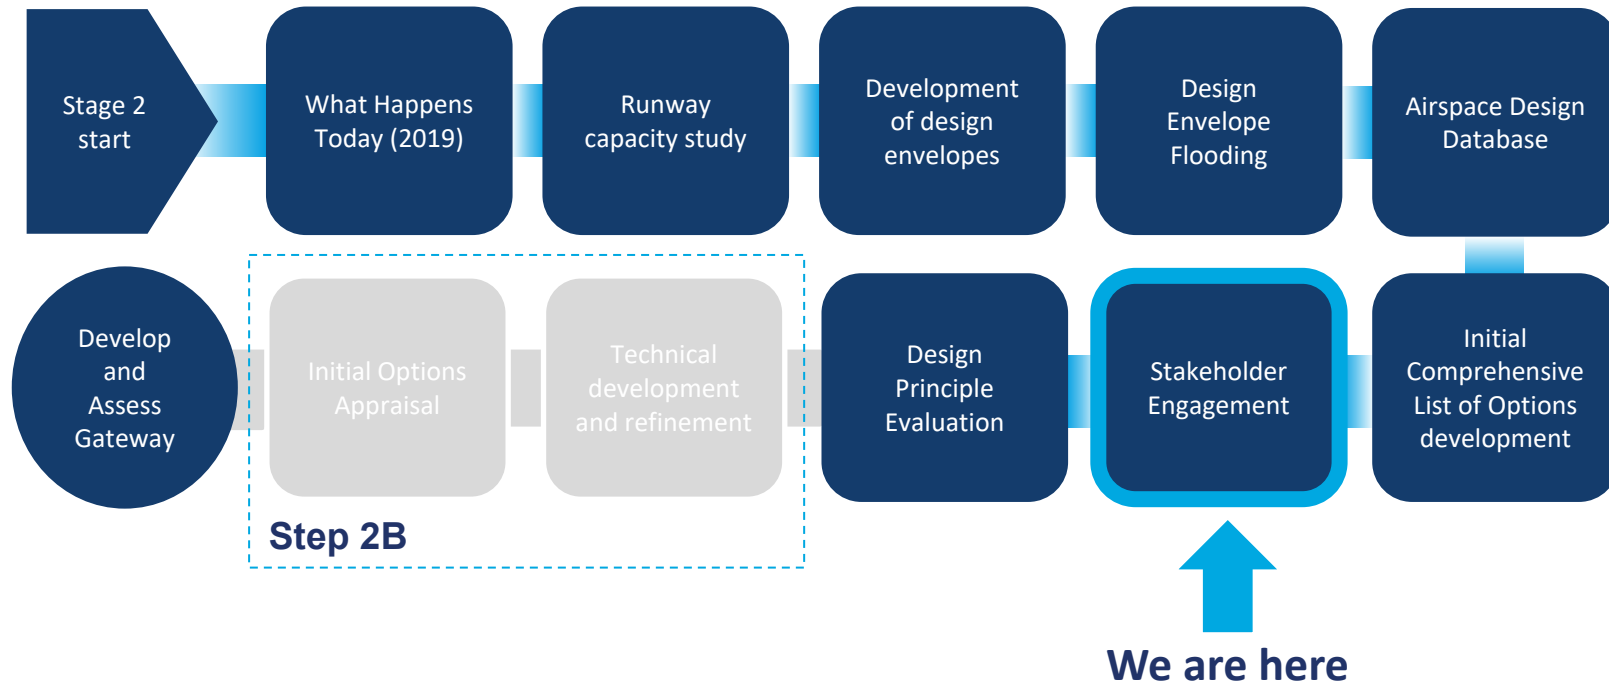 Stage 2
start
What Happens
Today (2019)
Runway
capacity study
Development
of design
envelopes
Design
Envelope
Flooding
Airspace Design
Database
Develop
and
Assess
Gateway
Initial Options
Appraisal
Technical
development
and refinement
Design
Principle
Evaluation
Stakeholder
Engagement
Initial
Comprehensive
List of Options
development
Step 2B
We are here